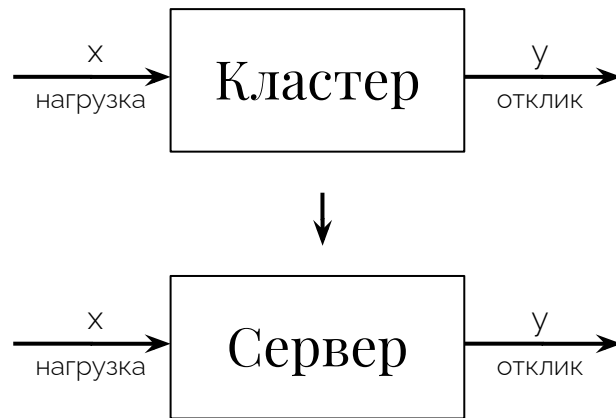 x
нагрузка
Кластер
y
отклик
x
нагрузка
Сервер
y
отклик